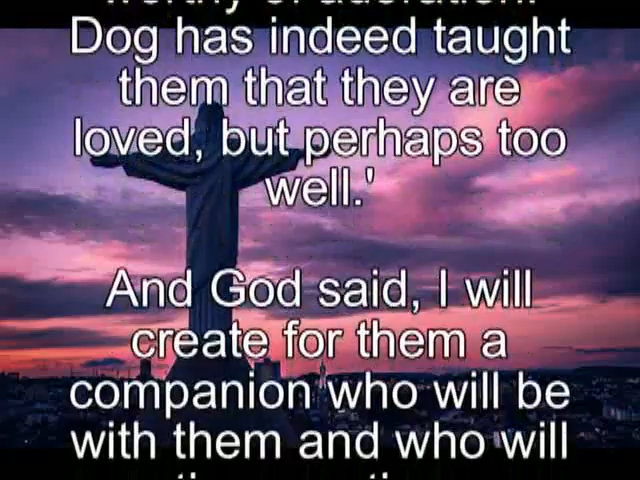 Dog has indeed taught
them that they are
loved, but perhaps too
well.'
And God said, I will
create for them a
companion who will be
with them and who will